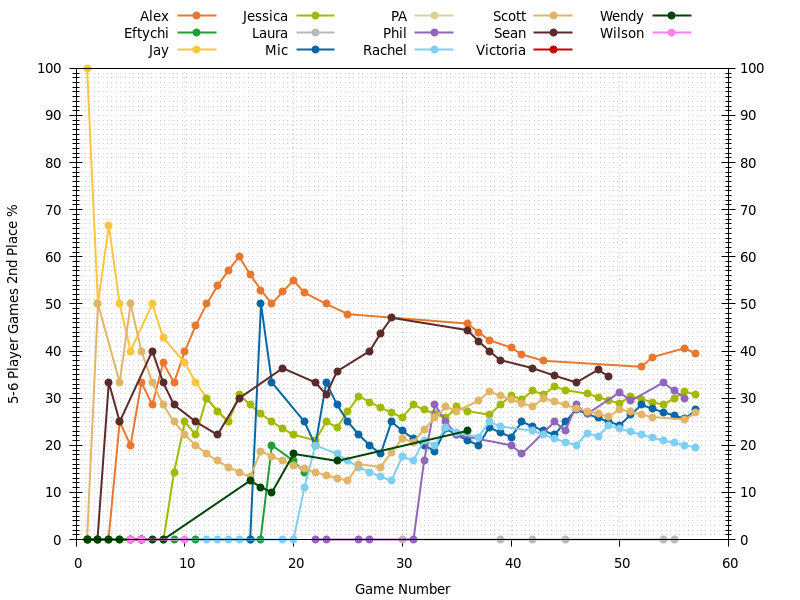 Alex Jessica PA Scott Wendy
Eftychi Laura Phil Sean Wilson
Jay Mic Rachel Victoria
100 100
90 90
80 80
70 70
60 60
50 50
40 40
30 30
20 20
10 10
0 0
5-6 Player Games 2nd Place %
0 10 20 30 40 50 60
Game Number